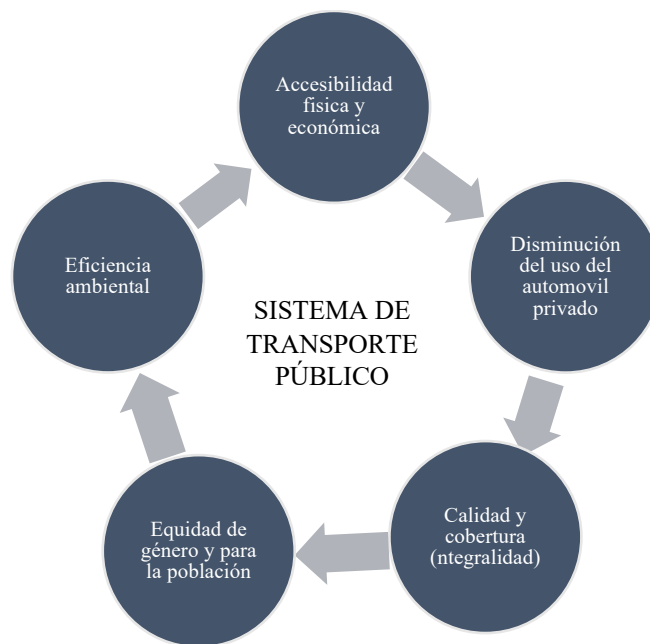 Accesibilidad
fisica y
económica
Disminución
del uso del
automovil
privado
Calidad y
cobertura
(ntegralidad)
Equidad de
género y para
la población
Eficiencia
ambiental
SISTEMA DE
TRANSPORTE
PÚBLICO